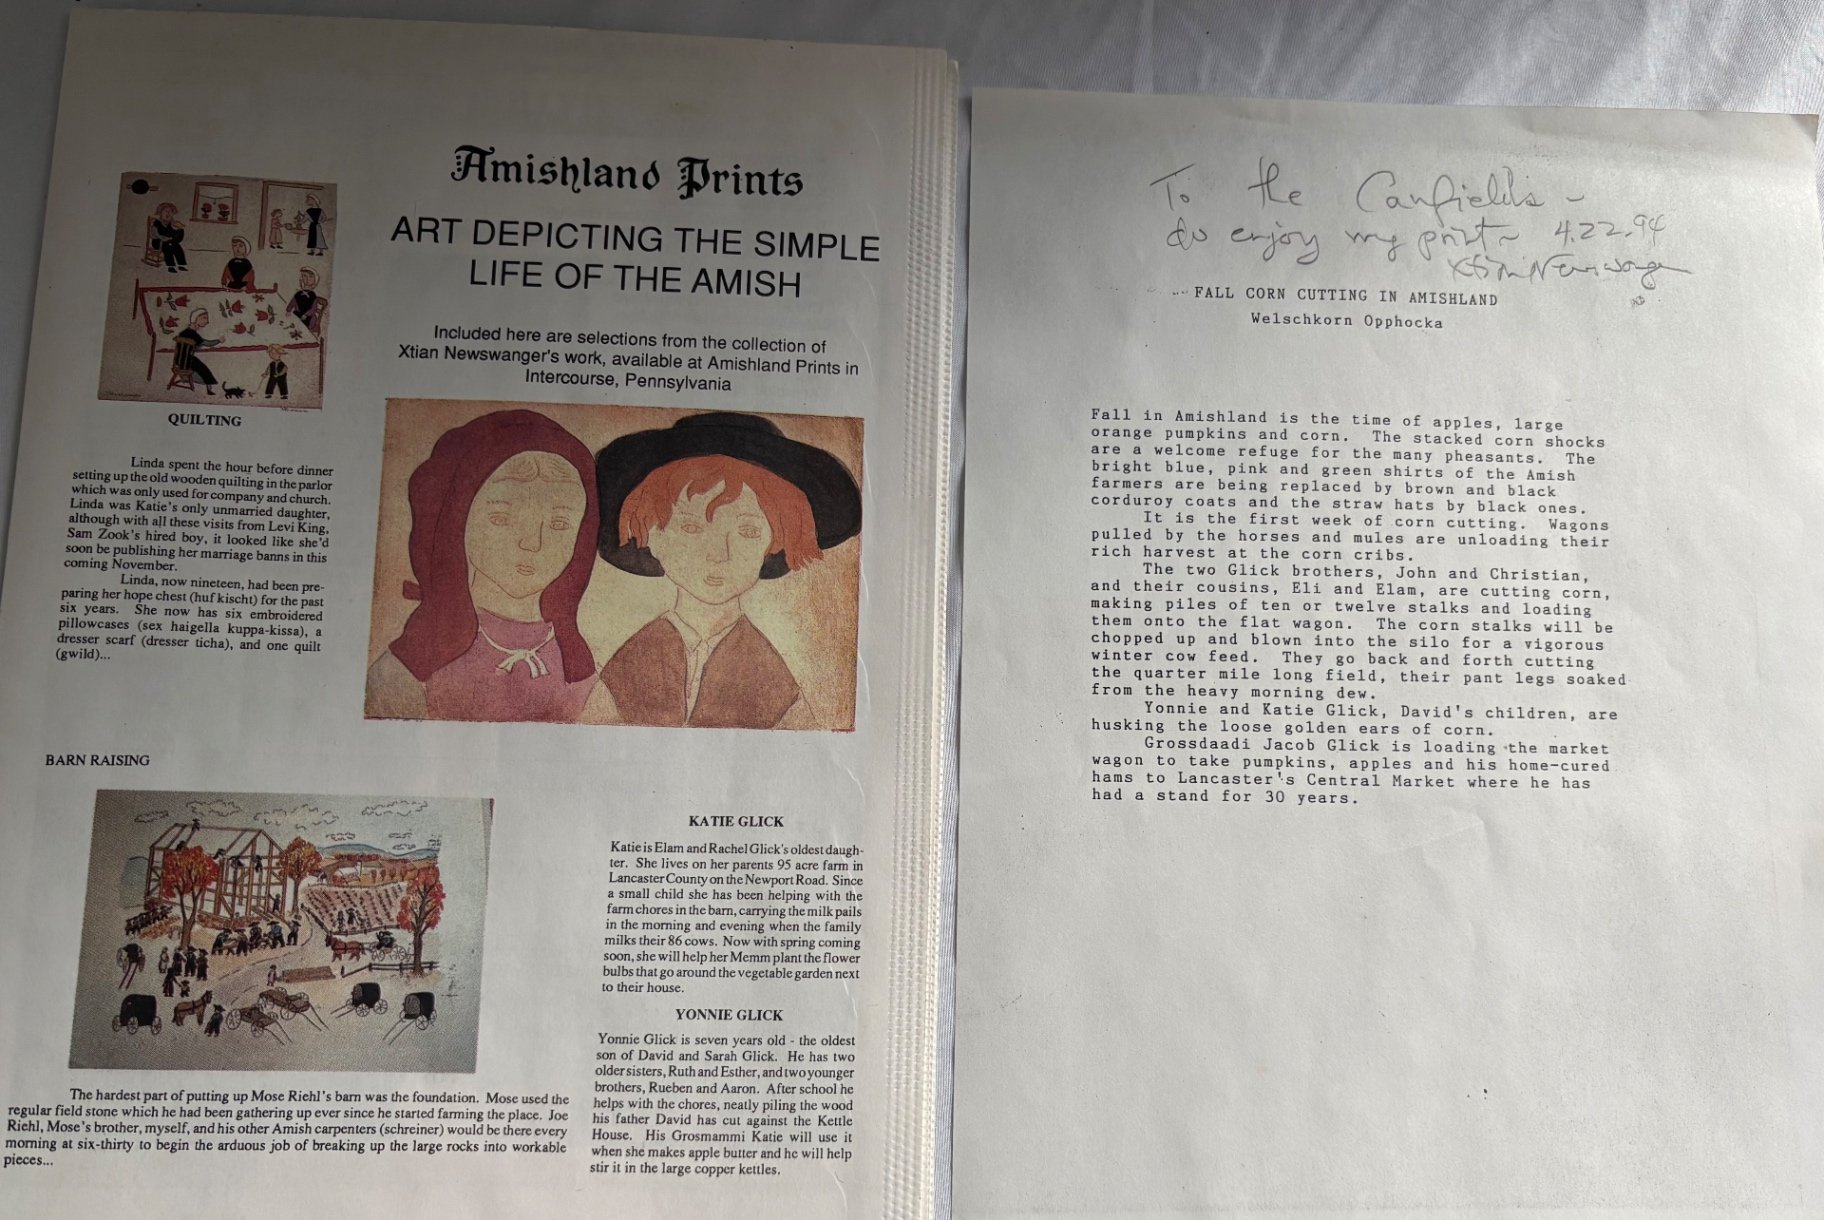 Amishland Prints
ART DEPICTING THE SIMPLE
LIFE OF THE AMISH
Included here are selections from the collection of
Xtian Newswanger's work, available at Amishland Prints in
Intercourse, Pennsylvania
QUILTING
Linda spent the hour before dinner
setting up the old wooden quilting in the parlor
which was only used for company and church.
Linda was Katie's only unmarried daughter,
although with all these visits from Levi King,
Sam Zook's hired boy, it looked like she'd
soon be publishing her marriage banns in this
coming November.
Linda, now nineteen, had been pre-
paring her hope chest (huf kischt) for the past
six years. She now has six embroidered
pillowcases (sex haigella kuppa-kissa), a
dresser scarf (dresser ticha), and one quilt
(gwild)...
BARN RAISING
The hardest part of putting up Mose Riehl's barn was the foundation. Mose used the
regular field stone which he had been gathering up ever since he started farming the place. Joe
Riehl, Mose's brother, myself, and his other Amish carpenters (schreiner) would be there every
morning at six-thirty to begin the arduous job of breaking up the large rocks into workable
pieces...
KATIE GLICK
Katie is Elam and Rachel Glick's oldest daugh-
ter. She lives on her parents 95 acre farm in
Lancaster County on the Newport Road. Since
a small child she has been helping with the
farm chores in the barn, carrying the milk pails
in the morning and evening when the family
milks their 86 cows. Now with spring coming
soon, she will help her Memm plant the flower
bulbs that go around the vegetable garden next
to their house.
YONNIE GLICK
Yonnie Glick is seven years old - the oldest
son of David and Sarah Glick. He has two
older sisters, Ruth and Esther, and two younger
brothers, Rueben and Aaron. After school he
helps with the chores, neatly piling the wood
his father David has cut against the Kettle
House. His Grosmammi Katie will use it
when she makes apple butter and he will help
stir it in the large copper kettles.
To the Canfields ~
do enjoy my print ~ 4.22.94
Xtian Newswanger
FALL CORN CUTTING IN AMISHLAND
Welschkorn Opphocka
Fall in Amishland is the time of apples, large
orange pumpkins and corn. The stacked corn shocks
are a welcome refuge for the many pheasants. The
bright blue, pink and green shirts of the Amish
farmers are being replaced by brown and black
corduroy coats and the straw hats by black ones.
It is the first week of corn cutting. Wagons
pulled by the horses and mules are unloading their
rich harvest at the corn cribs.
The two Glick brothers, John and Christian,
and their cousins, Eli and Elam, are cutting corn,
making piles of ten or twelve stalks and loading
them onto the flat wagon. The corn stalks will be
chopped up and blown into the silo for a vigorous
winter cow feed. They go back and forth cutting
the quarter mile long field, their pant legs soaked
from the heavy morning dew.
Yonnie and Katie Glick, David's children, are
husking the loose golden ears of corn.
Grossdaadi Jacob Glick is loading the market
wagon to take pumpkins, apples and his home-cured
hams to Lancaster's Central Market where he has
had a stand for 30 years.